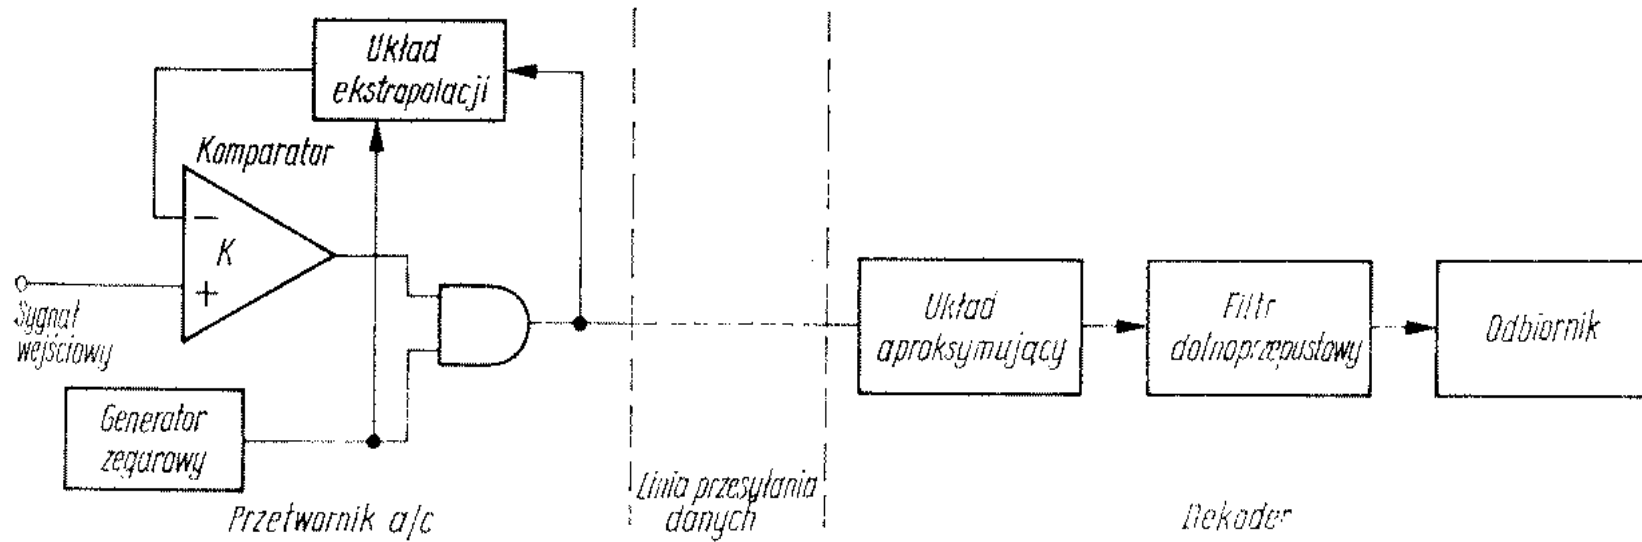 Układ
ekstrapolacji
Komparator
−
K
+
Sygnał
wejściowy
Generator
zegarowy
Przetwornik a/c
Linia przesyłania
danych
Układ
aproksymujący
Filtr
dolnoprzepustowy
Odbiornik
Dekoder